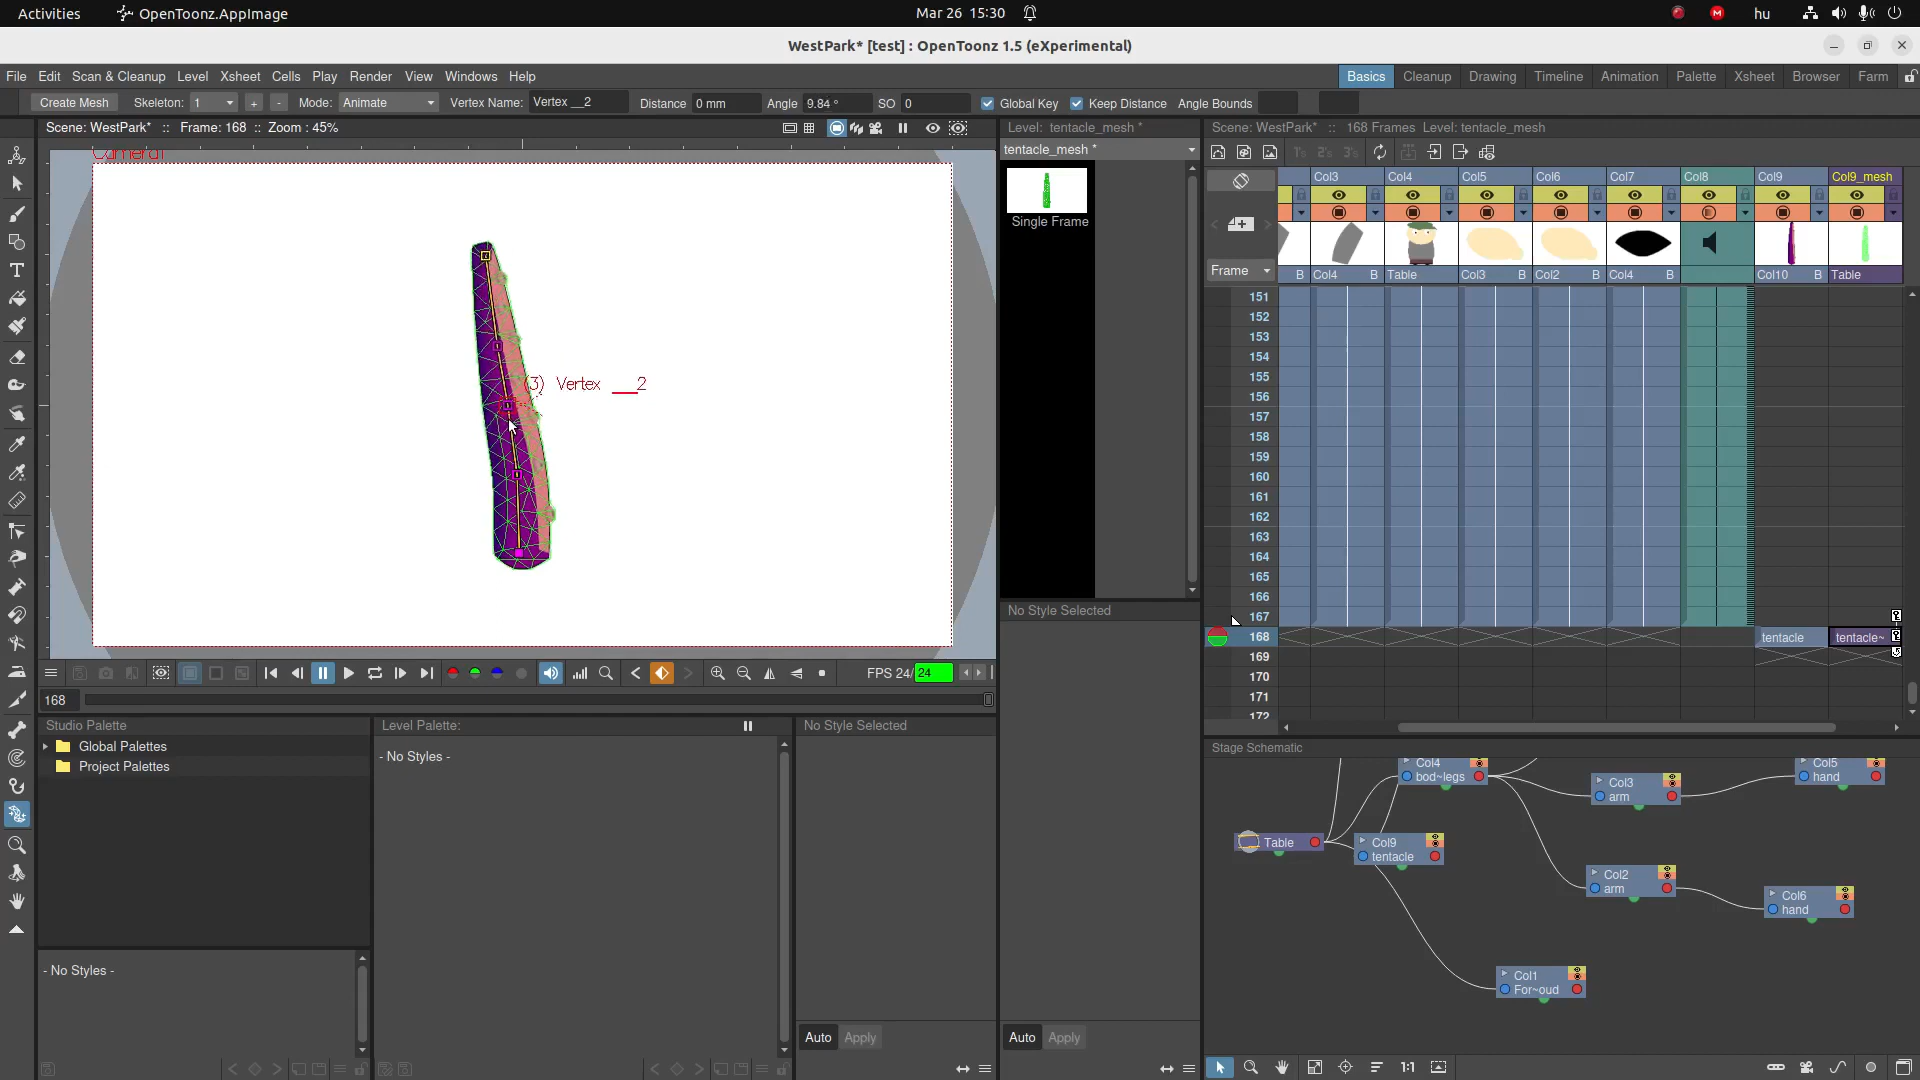 Activities
OpenToonz.AppImage
Mar 26 15:30
hu
WestPark* [test] : OpenToonz 1.5 (eXperimental)
File Edit Scan & Cleanup Level Xsheet Cells Play Render View Windows Help
Basics Cleanup Drawing Timeline Animation Palette Xsheet Browser Farm
Create Mesh Skeleton: 1 + - Mode: Animate Vertex Name: Vertex __2 Distance 0 mm Angle 9.84 ° SO 0 Global Key Keep Distance Angle Bounds
Scene: WestPark* :: Frame: 168 :: Zoom : 45%
Camera1
(3) Vertex __2
FPS 24/24
168
Level: tentacle_mesh *
tentacle_mesh *
Single Frame
No Style Selected
Auto Apply
Scene: WestPark* :: 168 Frames Level: tentacle_mesh
1's 2's 3's
Col3 Col4 Col5 Col6 Col7 Col8 Col9 Col9_mesh
Frame
B Col4 B Table Col3 B Col2 B Col4 B Col10 B Table
151
152
153
154
155
156
157
158
159
160
161
162
163
164
165
166
167
168 tentacle tentacle~
169
170
171
172
Studio Palette
Global Palettes
Project Palettes
- No Styles -
Level Palette:
- No Styles -
No Style Selected
Auto Apply
Stage Schematic
Table
Col4
bod~legs
Col9
tentacle
Col3
arm
Col5
hand
Col2
arm
Col6
hand
Col1
For~oud
1:1